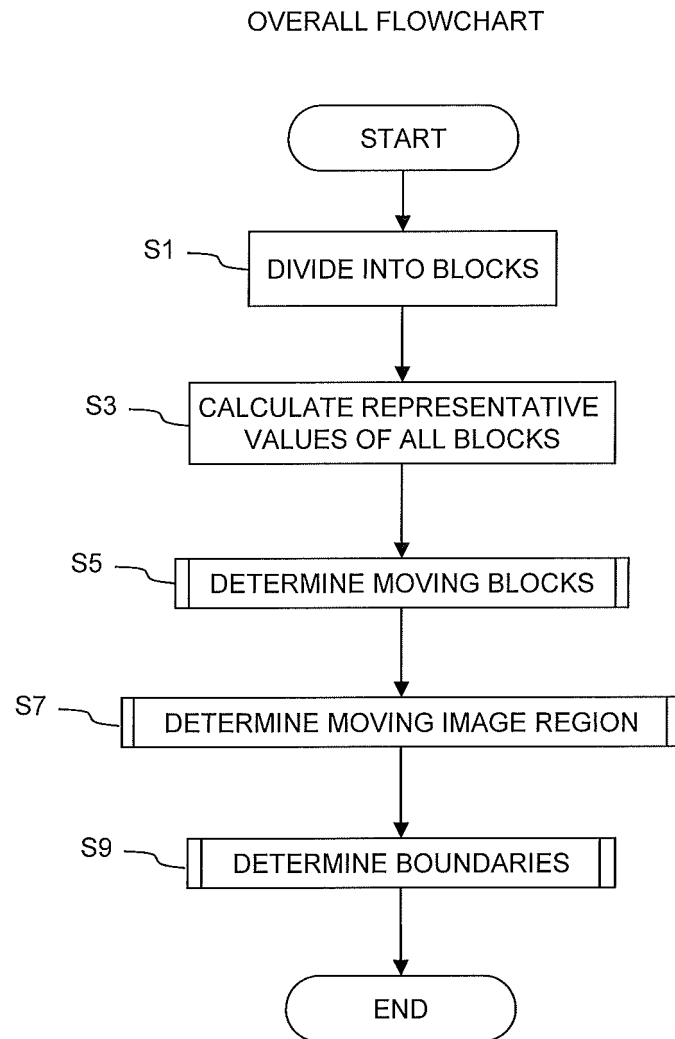 OVERALL FLOWCHART
START
S1
DIVIDE INTO BLOCKS
S3
CALCULATE REPRESENTATIVE
VALUES OF ALL BLOCKS
S5
DETERMINE MOVING BLOCKS
S7
DETERMINE MOVING IMAGE REGION
S9
DETERMINE BOUNDARIES
END